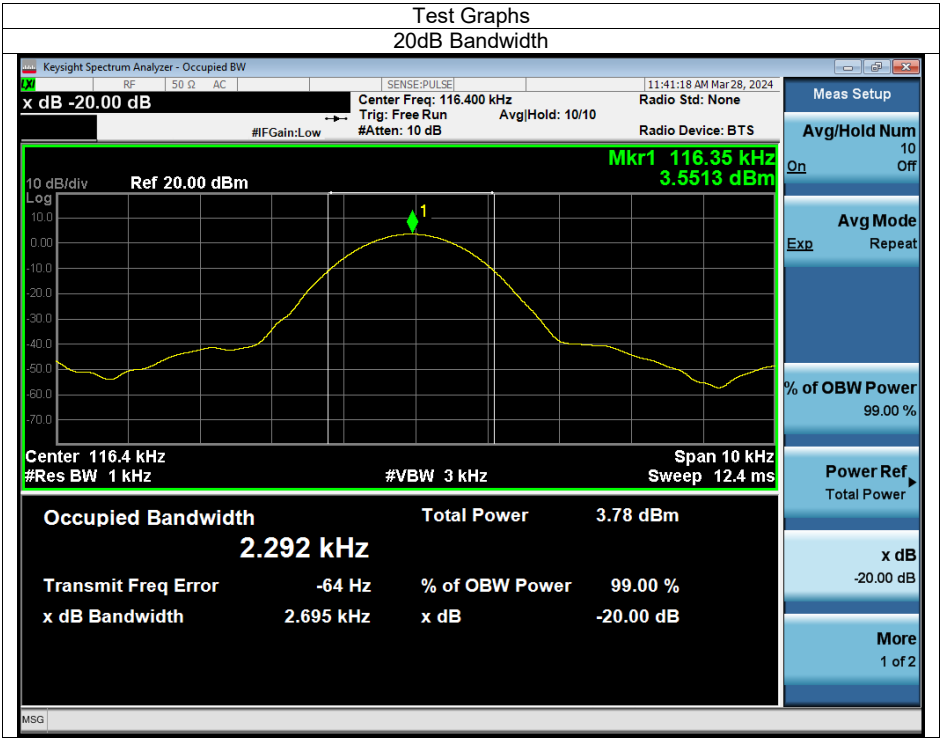 Test Graphs
20dB Bandwidth
Keysight Spectrum Analyzer - Occupied BW
LXI RF 50 Ω AC SENSE:PULSE 11:41:18 AM Mar 28, 2024
x dB -20.00 dB
Center Freq: 116.400 kHz Radio Std: None
Trig: Free Run Avg|Hold: 10/10
#IFGain:Low #Atten: 10 dB Radio Device: BTS
Mkr1 116.35 kHz
3.5513 dBm
10 dB/div Ref 20.00 dBm
Log
10.0
0.00
-10.0
-20.0
-30.0
-40.0
-50.0
-60.0
-70.0
1
Center 116.4 kHz Span 10 kHz
#Res BW 1 kHz #VBW 3 kHz Sweep 12.4 ms
Occupied Bandwidth Total Power 3.78 dBm
2.292 kHz
Transmit Freq Error -64 Hz % of OBW Power 99.00 %
x dB Bandwidth 2.695 kHz x dB -20.00 dB
Meas Setup
Avg/Hold Num
10
On Off
Avg Mode
Exp Repeat
% of OBW Power
99.00 %
Power Ref
Total Power
x dB
-20.00 dB
More
1 of 2
MSG